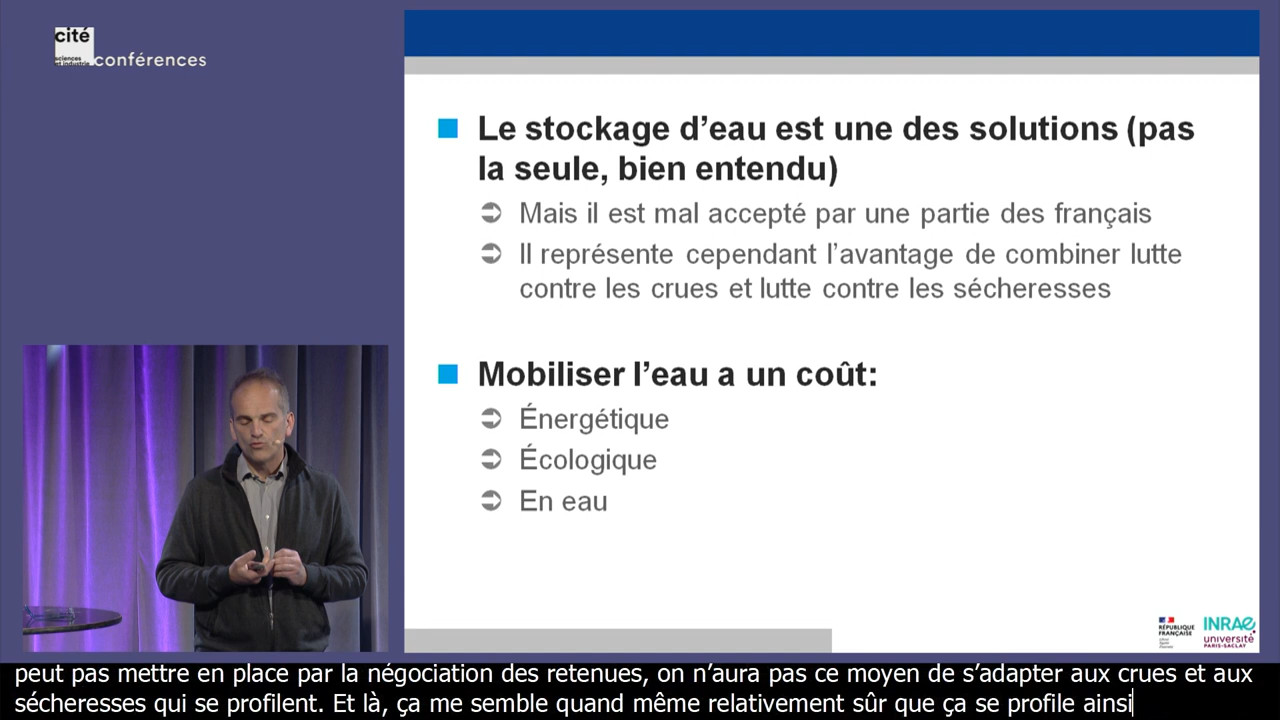 cité
sciences
et industrie
conférences
Le stockage d’eau est une des solutions (pas
la seule, bien entendu)
Mais il est mal accepté par une partie des français
Il représente cependant l’avantage de combiner lutte
contre les crues et lutte contre les sécheresses
Mobiliser l’eau a un coût:
Énergétique
Écologique
En eau
RÉPUBLIQUE
FRANÇAISE
INRAE
université
PARIS-SACLAY
peut pas mettre en place par la négociation des retenues, on n’aura pas ce moyen de s’adapter aux crues et aux
sécheresses qui se profilent. Et là, ça me semble quand même relativement sûr que ça se profile ainsi